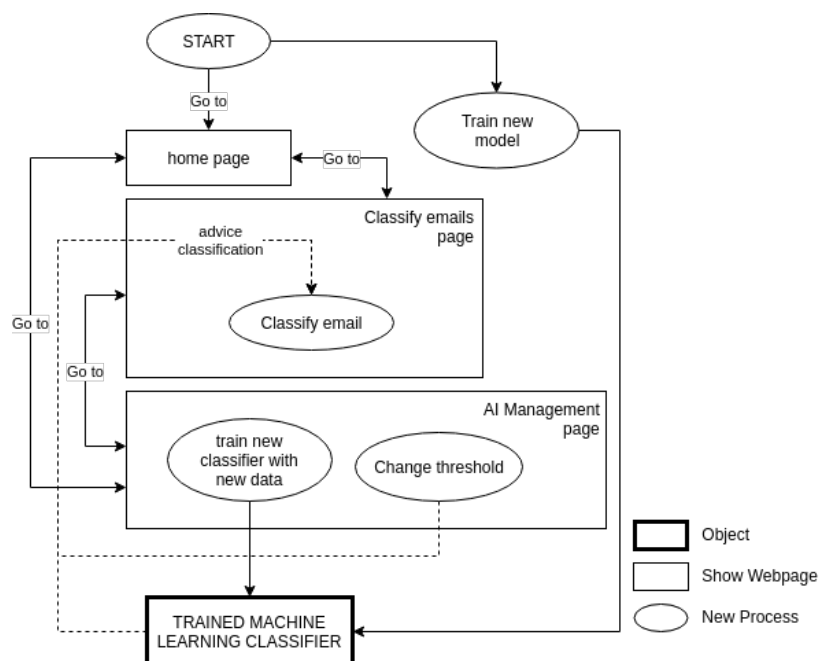 START
Go to
Train new
model
home page
Go to
Classify emails
page
advice
classification
Go to
Classify email
Go to
AI Management
page
train new
classifier with
new data
Change threshold
Object
Show Webpage
New Process
TRAINED MACHINE
LEARNING CLASSIFIER